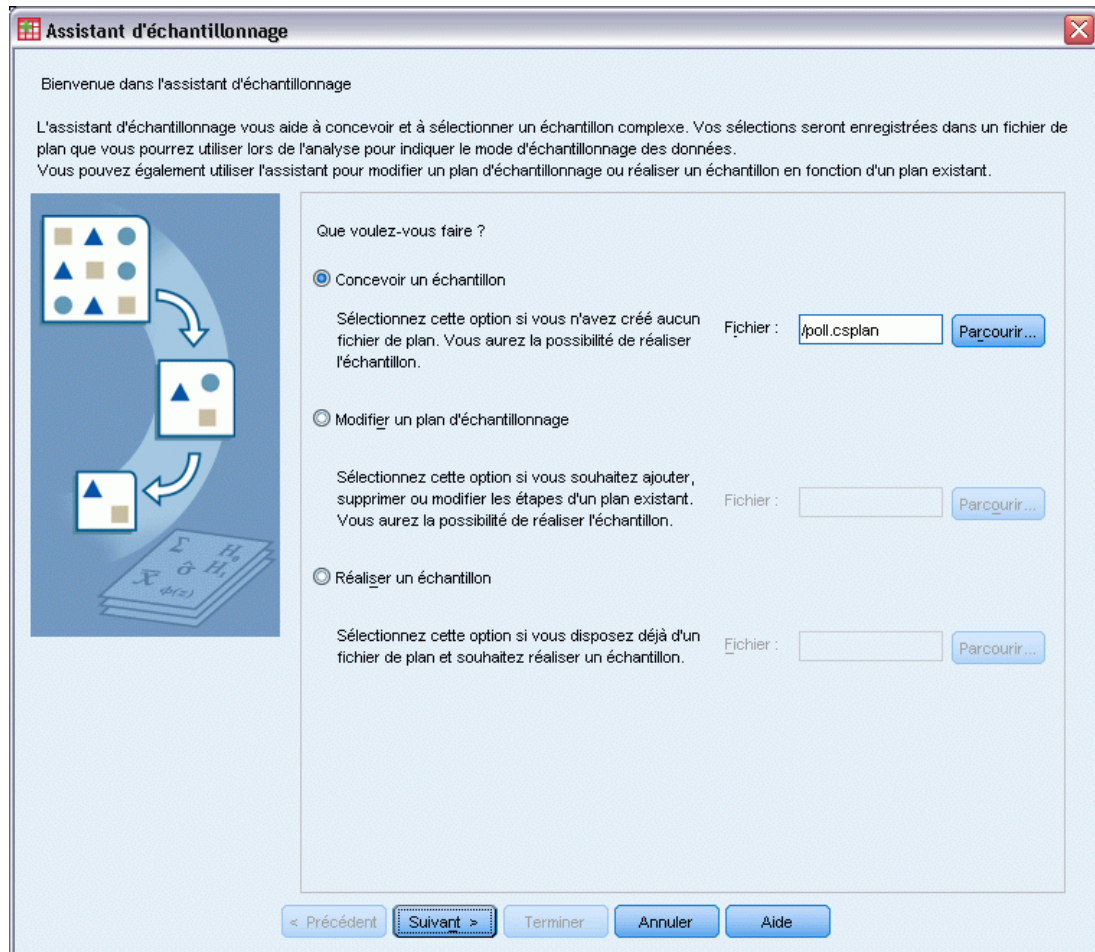 Assistant d'échantillonnage
Bienvenue dans l'assistant d'échantillonnage
L'assistant d'échantillonnage vous aide à concevoir et à sélectionner un échantillon complexe. Vos sélections seront enregistrées dans un fichier de
plan que vous pourrez utiliser lors de l'analyse pour indiquer le mode d'échantillonnage des données.
Vous pouvez également utiliser l'assistant pour modifier un plan d'échantillonnage ou réaliser un échantillon en fonction d'un plan existant.
Que voulez-vous faire ?
Concevoir un échantillon
Sélectionnez cette option si vous n'avez créé aucun
fichier de plan. Vous aurez la possibilité de réaliser
l'échantillon.
Fichier : /poll.csplan Parcourir...
Modifier un plan d'échantillonnage
Sélectionnez cette option si vous souhaitez ajouter,
supprimer ou modifier les étapes d'un plan existant.
Vous aurez la possibilité de réaliser l'échantillon.
Fichier : Parcourir...
Réaliser un échantillon
Sélectionnez cette option si vous disposez déjà d'un
fichier de plan et souhaitez réaliser un échantillon.
Fichier : Parcourir...
Σ H₀
X̄ σ̂ H₁
ϕ(z)
< Précédent Suivant > Terminer Annuler Aide